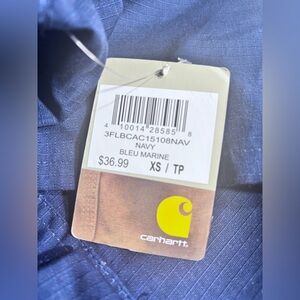 4 10014 28585 8
3FLBCAC15108NAV
NAVY
BLEU MARINE
$36.99 XS / TP
carhartt